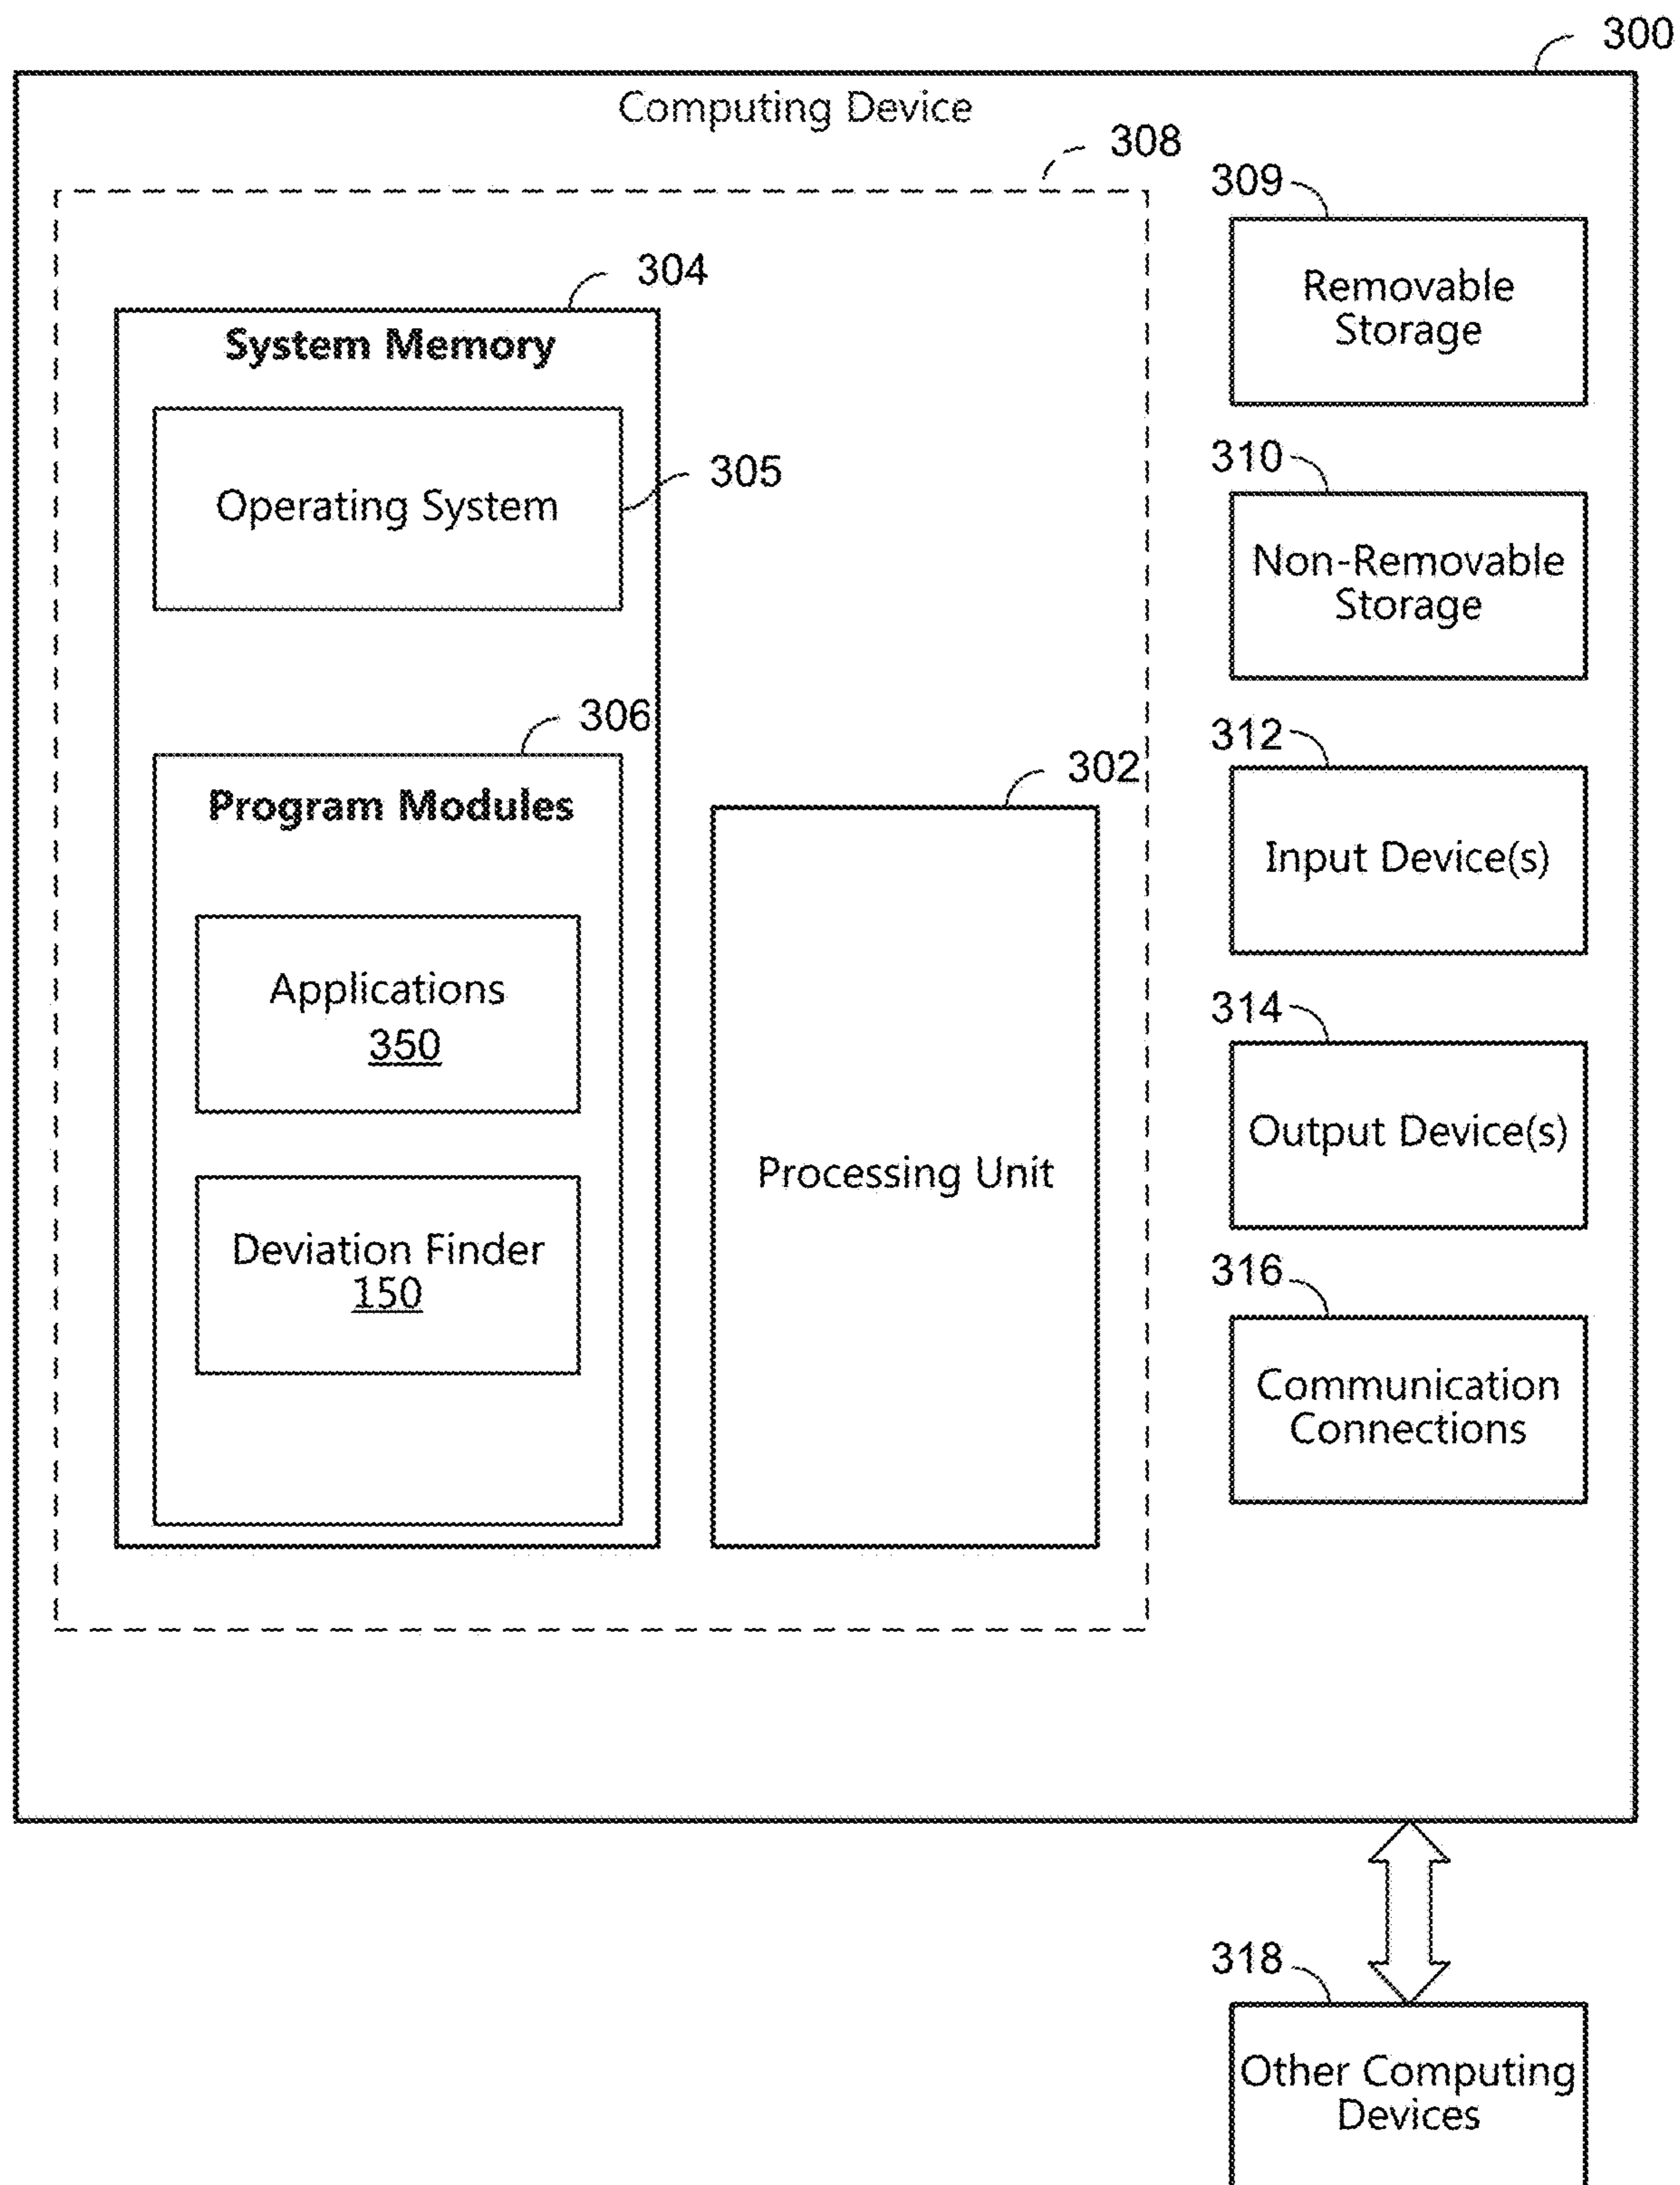 300
Computing Device
308
309
Removable
Storage
304
System Memory
Operating System
305
310
Non-Removable
Storage
306
Program Modules
302
312
Input Device(s)
Applications
350
314
Output Device(s)
Processing Unit
Deviation Finder
150
316
Communication
Connections
318
Other Computing
Devices